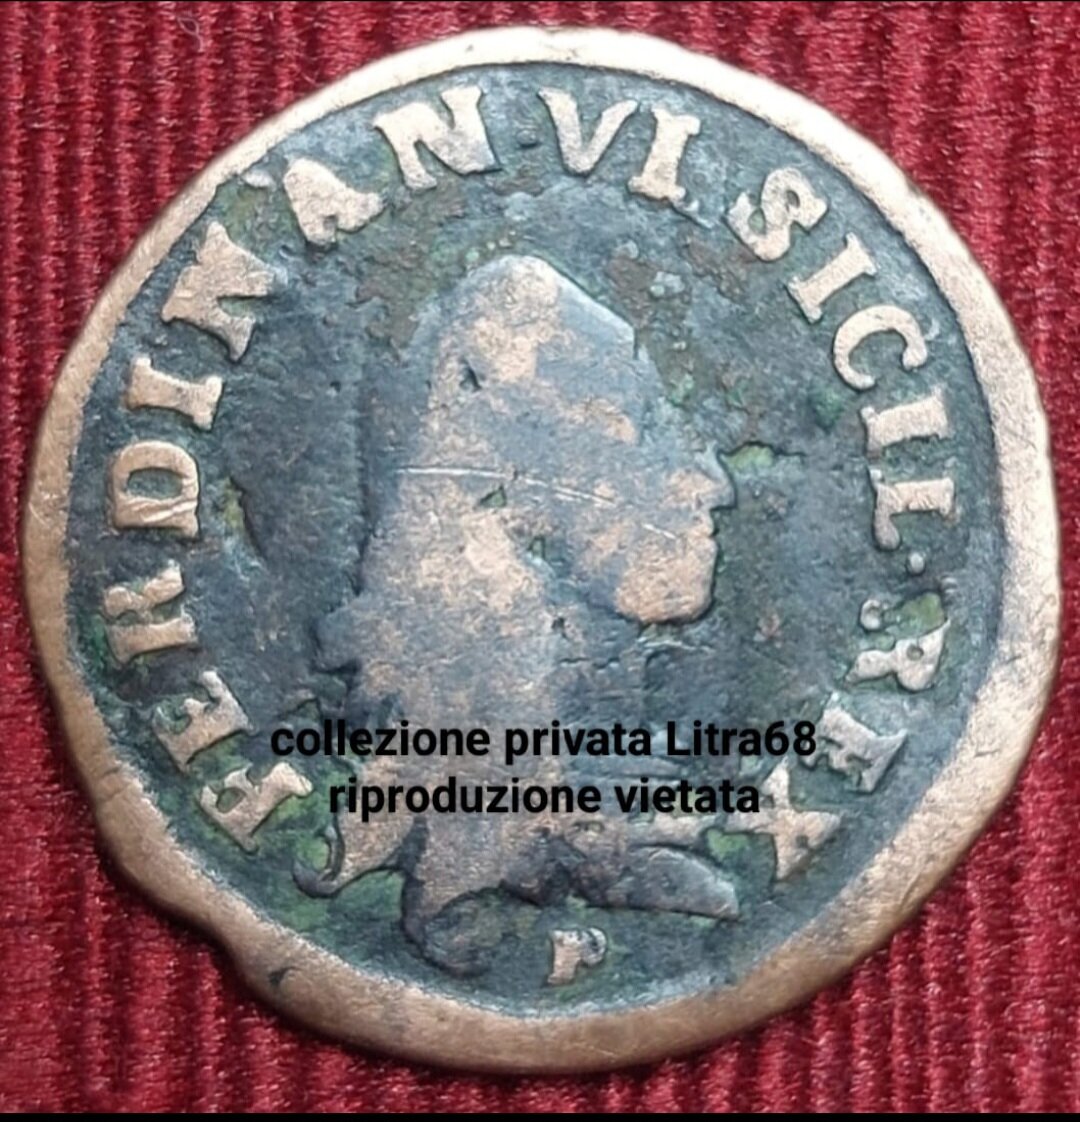 FERDINAN·VI.SICIL·REX
P
collezione privata Litra68
riproduzione vietata